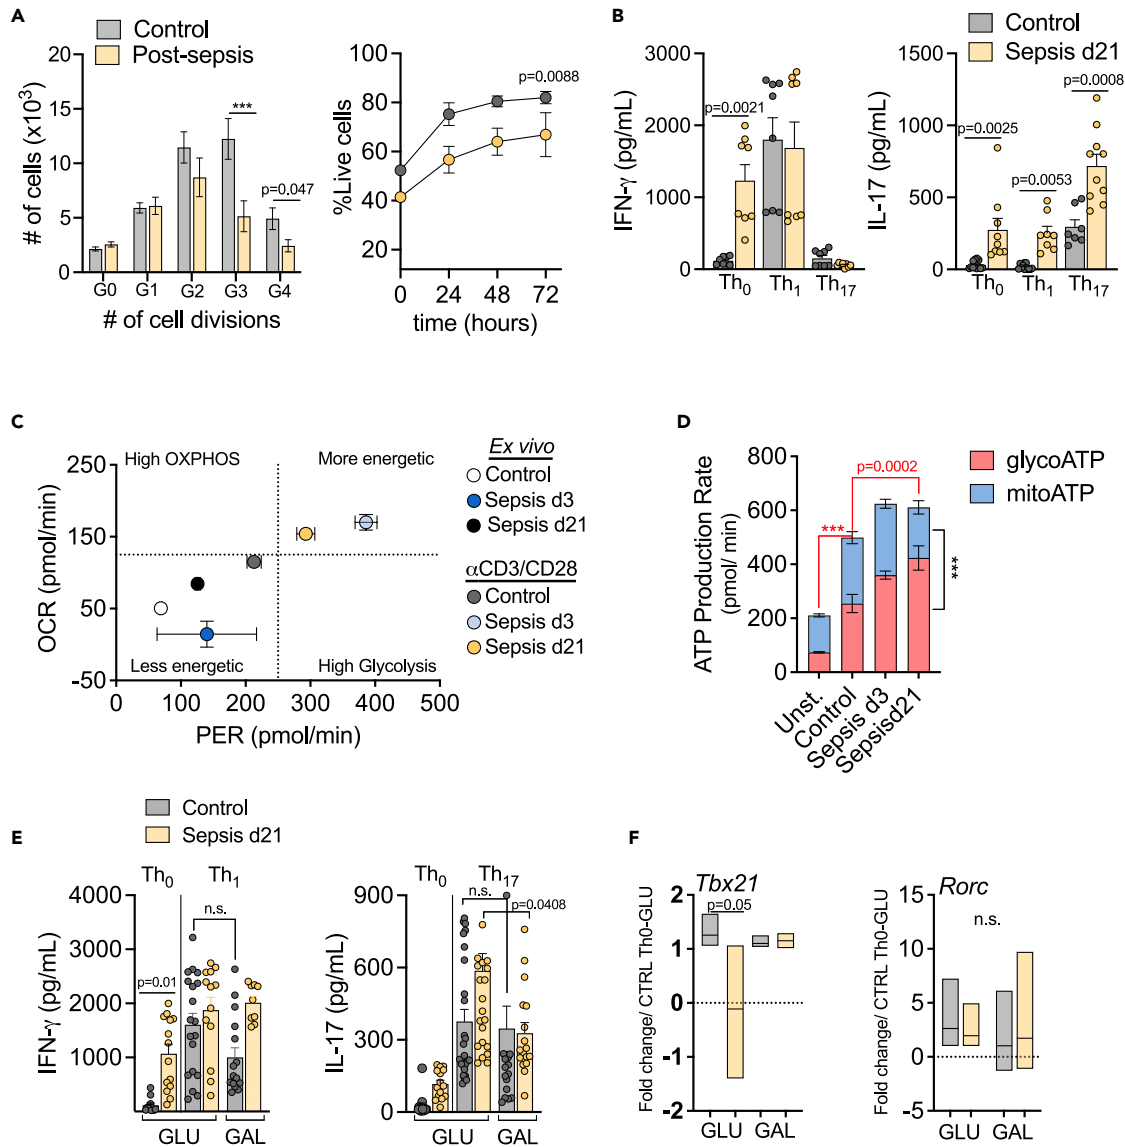 A
Control
Post-sepsis
# of cells (x10³)
20
15
10
5
0
***
p=0.047
G0 G1 G2 G3 G4
# of cell divisions
%Live cells
100
80
60
40
20
p=0.0088
0 24 48 72
time (hours)
B
Control
Sepsis d21
IFN-γ (pg/mL)
3000
2000
1000
0
p=0.0021
Th0 Th1 Th17
IL-17 (pg/mL)
1500
1000
500
0
p=0.0025
p=0.0053
p=0.0008
Th0 Th1 Th17
C
OCR (pmol/min)
250
150
50
-50
High OXPHOS
More energetic
Less energetic
High Glycolysis
0 100 200 300 400 500
PER (pmol/min)
Ex vivo
Control
Sepsis d3
Sepsis d21
αCD3/CD28
Control
Sepsis d3
Sepsis d21
D
ATP Production Rate
(pmol/ min)
800
600
400
200
0
***
p=0.0002
***
glycoATP
mitoATP
Unst.
Control
Sepsis d3
Sepsisd21
E
Control
Sepsis d21
Th0 Th1
IFN-γ (pg/mL)
4000
3000
2000
1000
p=0.01
n.s.
GLU GAL
Th0 Th17
IL-17 (pg/mL)
900
600
300
0
n.s.
p=0.0408
GLU GAL
F
Tbx21
Fold change/ CTRL Th0-GLU
2
1
0
-1
-2
p=0.05
GLU GAL
Rorc
Fold change/ CTRL Th0-GLU
15
10
5
0
-5
n.s.
GLU GAL